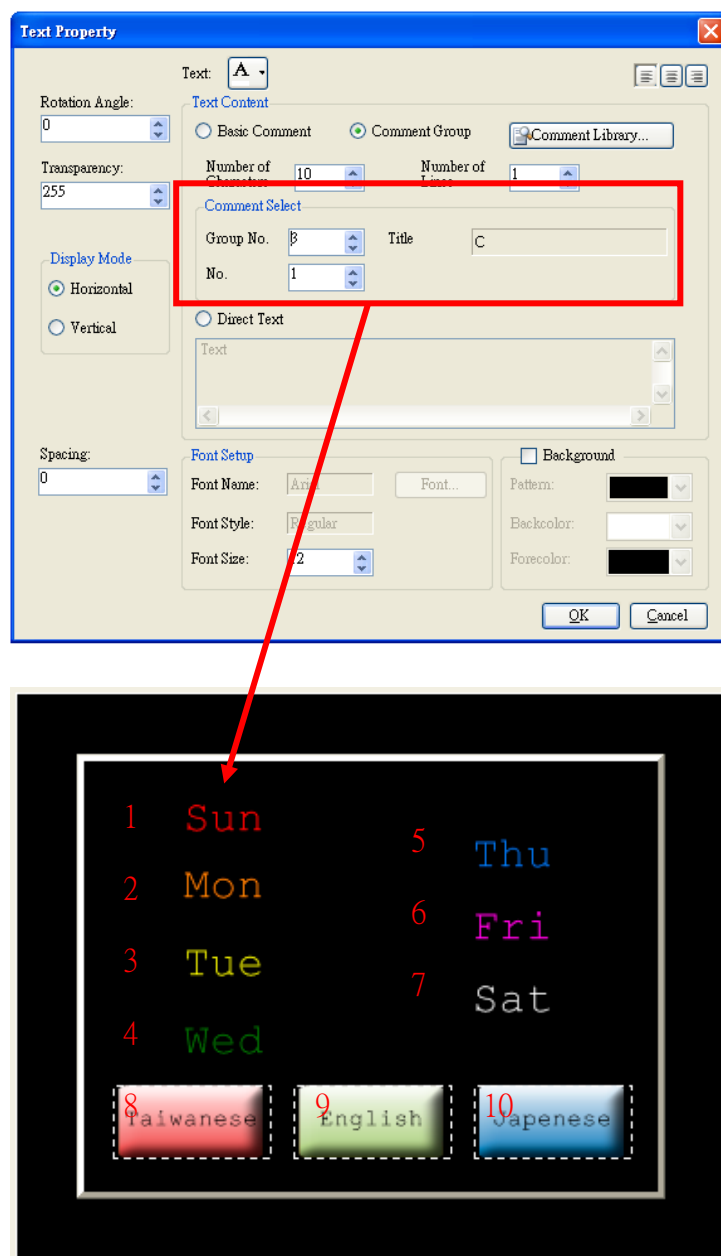 Text Property
Text: A
Rotation Angle:
0
Text Content
Basic Comment Comment Group Comment Library...
Transparency:
255
Number of Characters 10 Number of Lines 1
Comment Select
Group No. 3 Title C
No. 1
Display Mode
Horizontal
Vertical
Direct Text
Text
Spacing:
0
Font Setup
Font Name: Arial Font...
Font Style: Regular
Font Size:
Background
Pattern:
Backcolor:
Forecolor:
OK Cancel
1 Sun
2 Mon
3 Tue
4 Wed
5 Thu
6 Fri
7 Sat
8 Taiwanese
9 English
10 Japenese